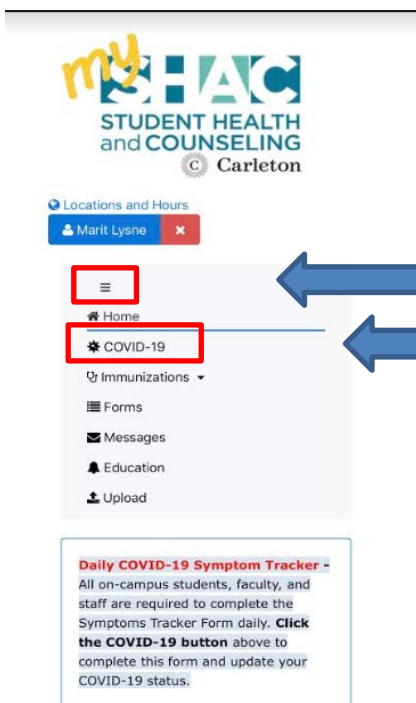 my
SHAC
STUDENT HEALTH
and COUNSELING
C Carleton
Locations and Hours
Marit Lysne
Home
COVID-19
Immunizations
Forms
Messages
Education
Upload
Daily COVID-19 Symptom Tracker -
All on-campus students, faculty, and
staff are required to complete the
Symptoms Tracker Form daily. Click
the COVID-19 button above to
complete this form and update your
COVID-19 status.